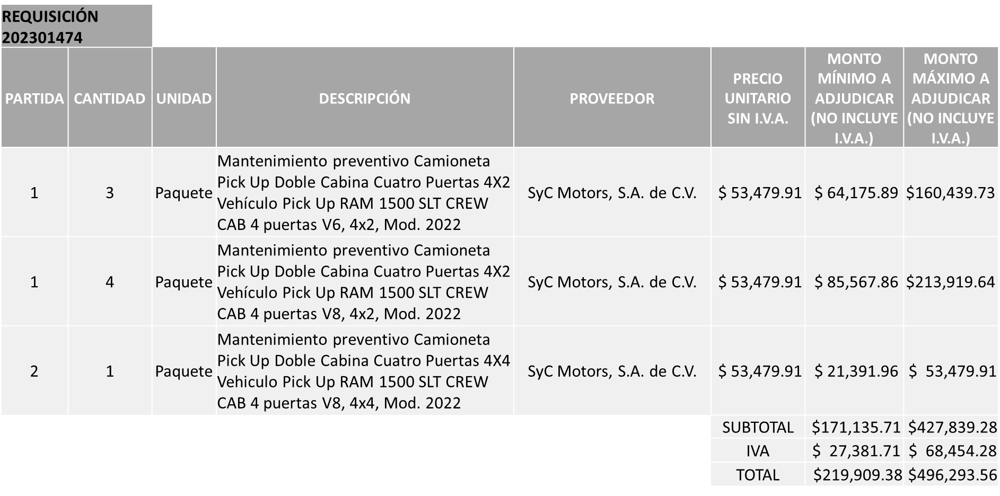 REQUISICIÓN
202301474
PARTIDA
CANTIDAD
UNIDAD
DESCRIPCIÓN
PROVEEDOR
PRECIO
UNITARIO
SIN I.V.A.
MONTO
MÍNIMO A
ADJUDICAR
(NO INCLUYE
I.V.A.)
MONTO
MÁXIMO A
ADJUDICAR
(NO INCLUYE
I.V.A.)
1
3
Paquete
Mantenimiento preventivo Camioneta
Pick Up Doble Cabina Cuatro Puertas 4X2
Vehículo Pick Up RAM 1500 SLT CREW
CAB 4 puertas V6, 4x2, Mod. 2022
SyC Motors, S.A. de C.V.
$ 53,479.91
$ 64,175.89
$160,439.73
1
4
Paquete
Mantenimiento preventivo Camioneta
Pick Up Doble Cabina Cuatro Puertas 4X2
Vehículo Pick Up RAM 1500 SLT CREW
CAB 4 puertas V8, 4x2, Mod. 2022
SyC Motors, S.A. de C.V.
$ 53,479.91
$ 85,567.86
$213,919.64
2
1
Paquete
Mantenimiento preventivo Camioneta
Pick Up Doble Cabina Cuatro Puertas 4X4
Vehiculo Pick Up RAM 1500 SLT CREW
CAB 4 puertas V8, 4x4, Mod. 2022
SyC Motors, S.A. de C.V.
$ 53,479.91
$ 21,391.96
$ 53,479.91
SUBTOTAL
$171,135.71
$427,839.28
IVA
$ 27,381.71
$ 68,454.28
TOTAL
$219,909.38
$496,293.56